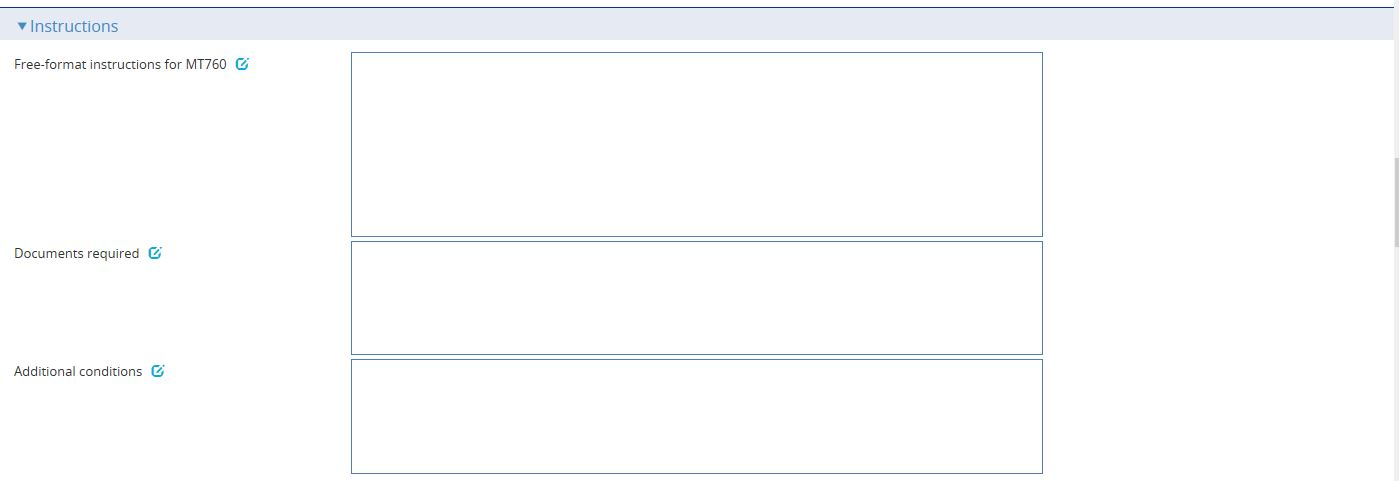 Instructions
Free-format instructions for MT760
Documents required
Additional conditions